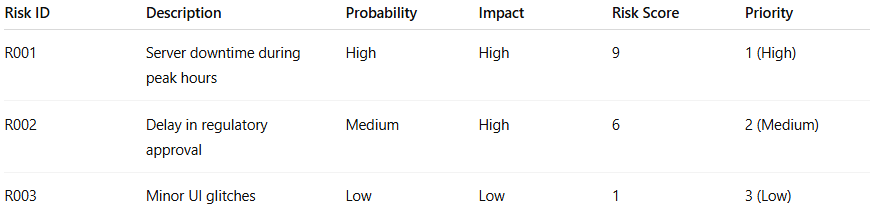 Risk ID Description Probability Impact Risk Score Priority
R001 Server downtime during High High 9 1 (High)
peak hours
R002 Delay in regulatory Medium High 6 2 (Medium)
approval
R003 Minor UI glitches Low Low 1 3 (Low)